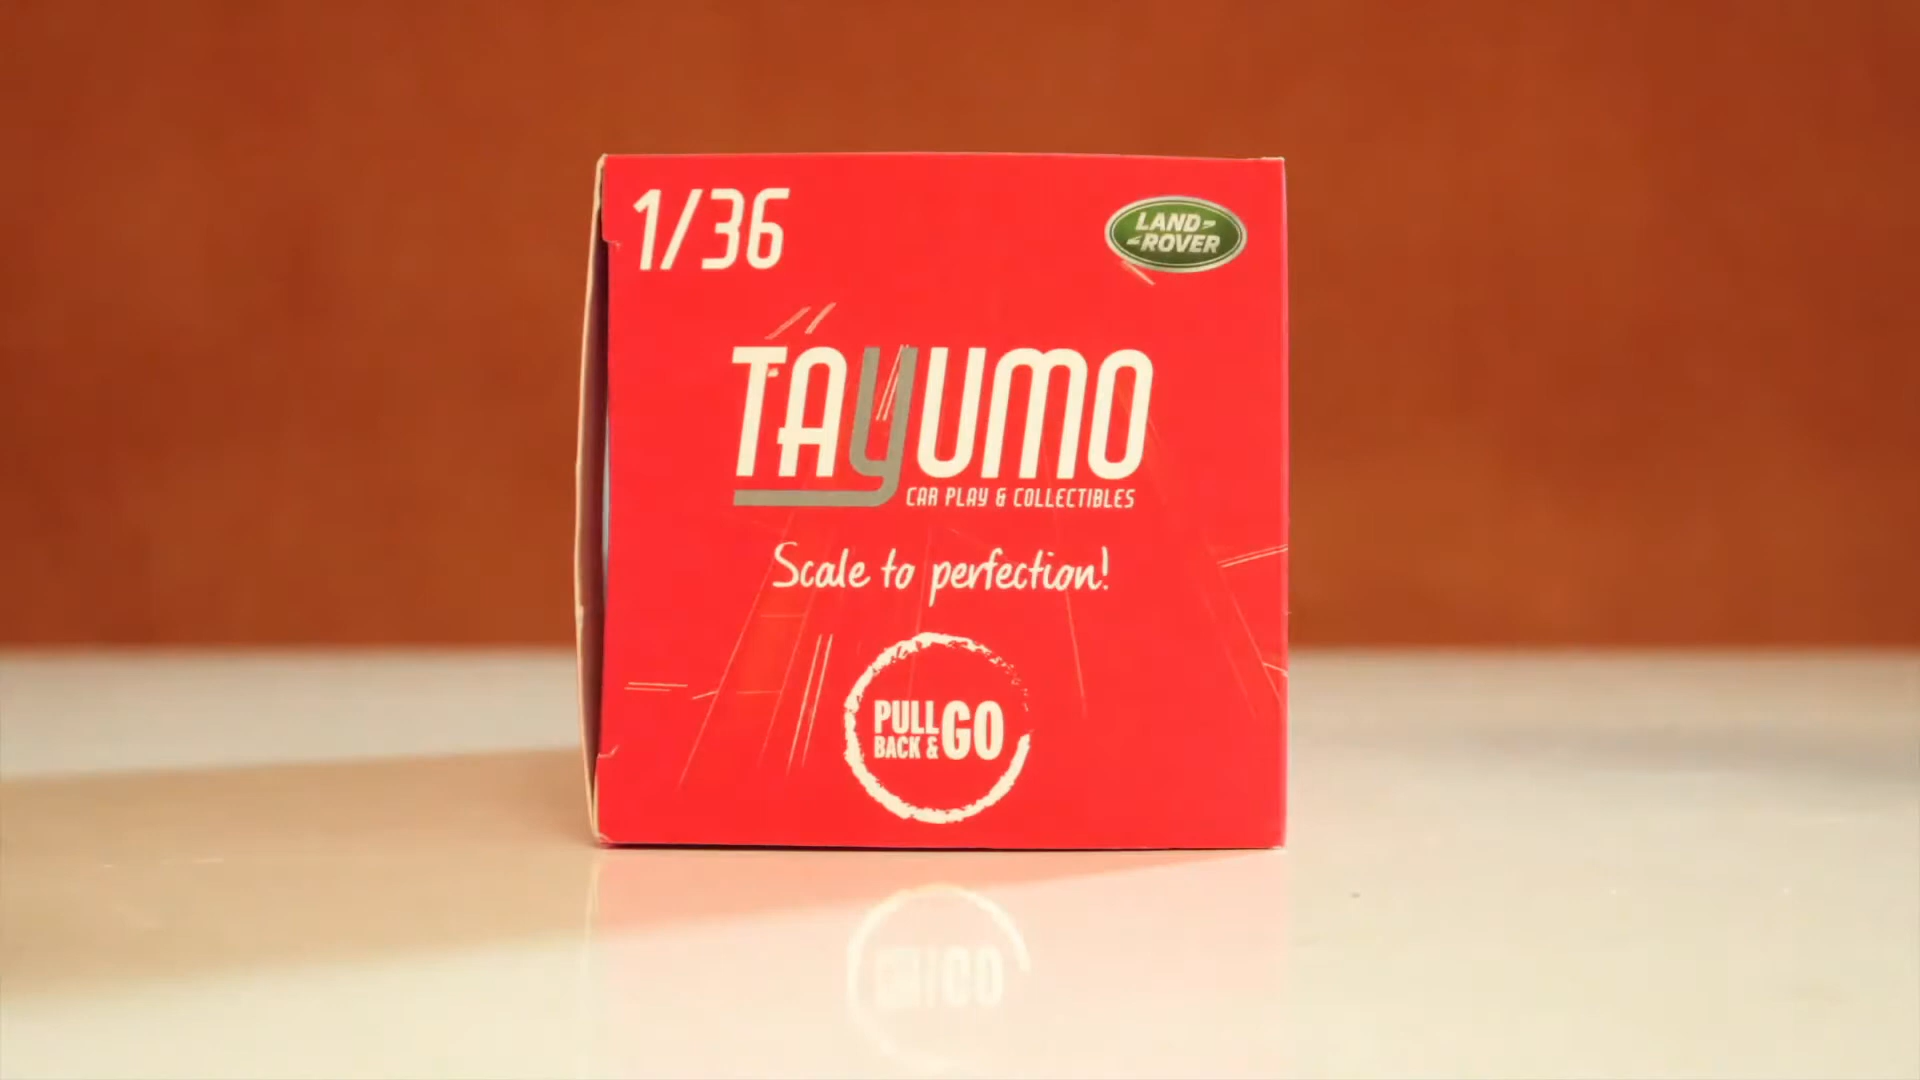 1/36
LAND
ROVER
TAYUMO
CAR PLAY & COLLECTIBLES
Scale to perfection!
PULL
BACK & GO